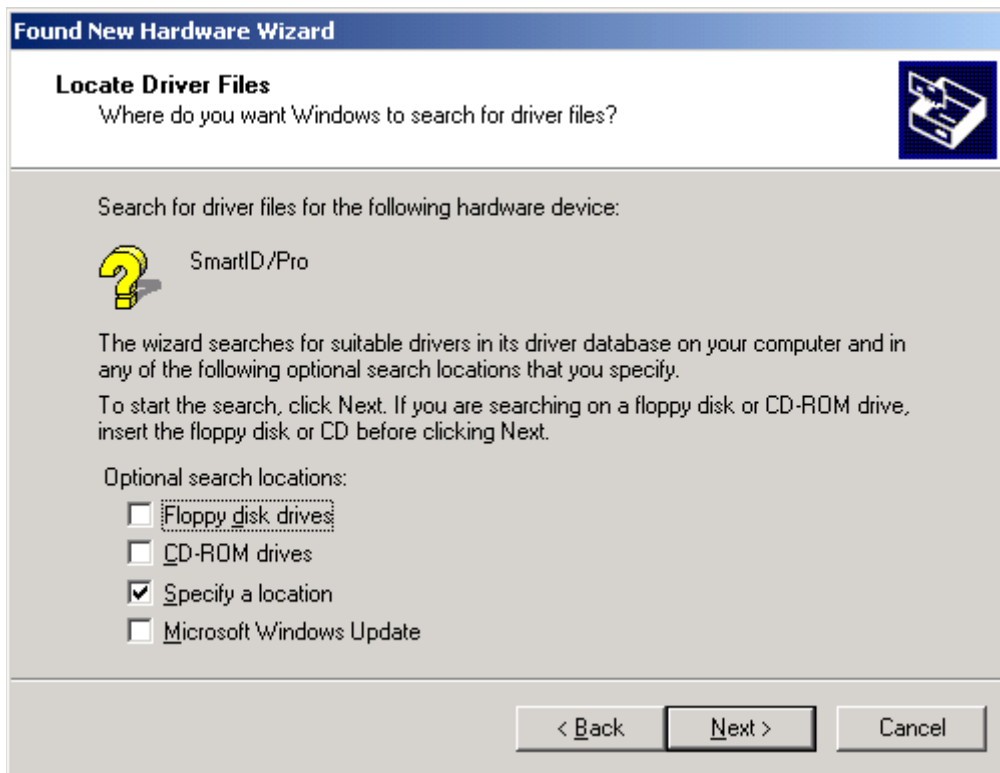 Found New Hardware Wizard
Locate Driver Files
Where do you want Windows to search for driver files?
Search for driver files for the following hardware device:
SmartID/Pro
The wizard searches for suitable drivers in its driver database on your computer and in
any of the following optional search locations that you specify.
To start the search, click Next. If you are searching on a floppy disk or CD-ROM drive,
insert the floppy disk or CD before clicking Next.
Optional search locations:
Floppy disk drives
CD-ROM drives
Specify a location
Microsoft Windows Update
< Back Next > Cancel